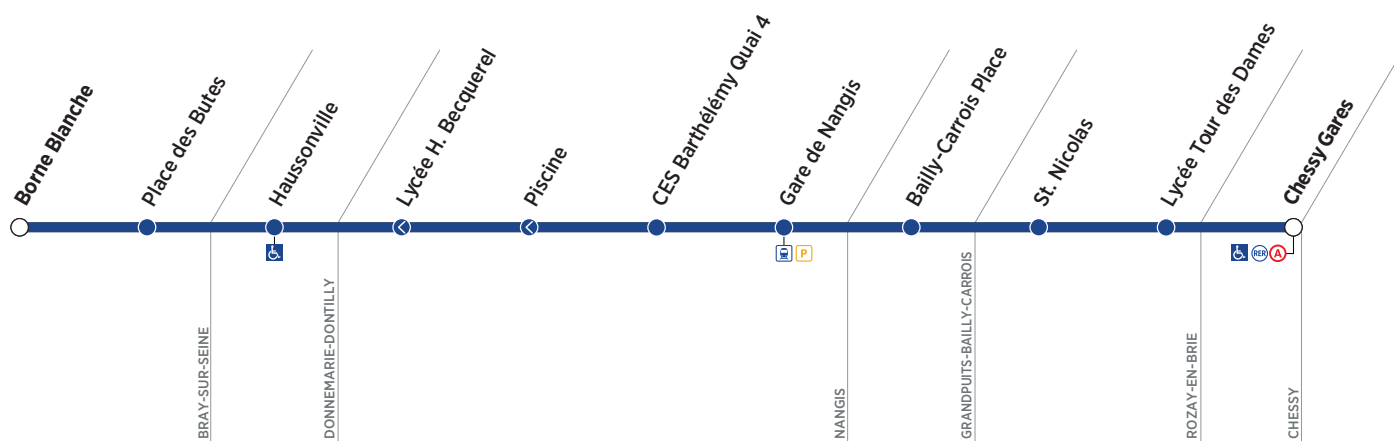 Borne Blanche
Place des Butes
Haussonville
Lycée H. Becquerel
Piscine
CES Barthélémy Quai 4
Gare de Nangis
Bailly-Carrois Place
St. Nicolas
Lycée Tour des Dames
Chessy Gares
P
RER
A
BRAY-SUR-SEINE
DONNEMARIE-DONTILLY
NANGIS
GRANDPUITS-BAILLY-CARROIS
ROZAY-EN-BRIE
CHESSY